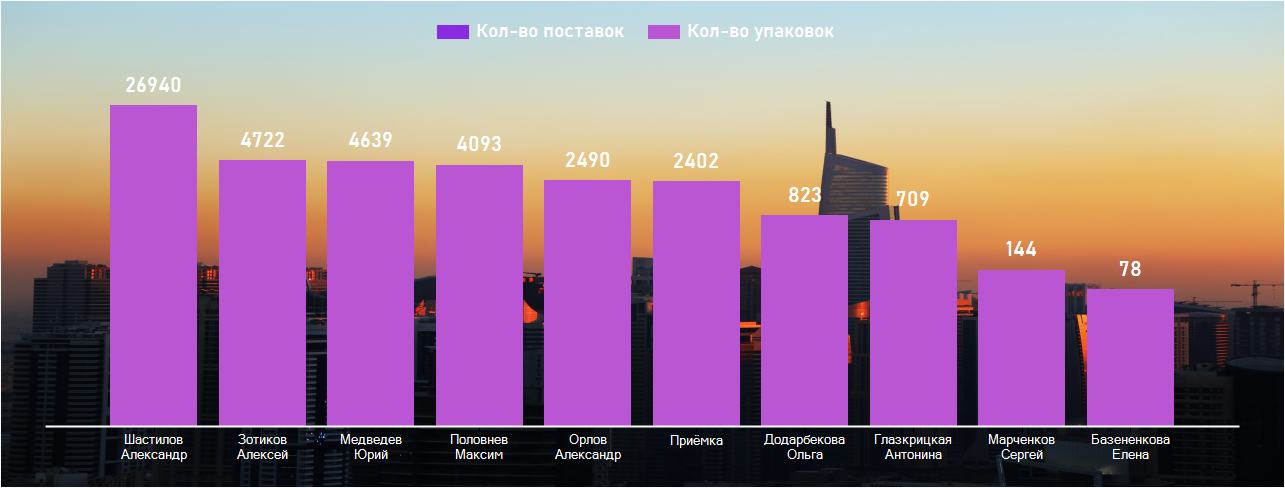 Кол-во поставок Кол-во упаковок
26940
4722
4639
4093
2490
2402
823
709
144
78
Шастилов
Александр
Зотиков
Алексей
Медведев
Юрий
Половнев
Максим
Орлов
Александр
Приёмка
Додарбекова
Ольга
Глазкрицкая
Антонина
Марченков
Сергей
Базененкова
Елена